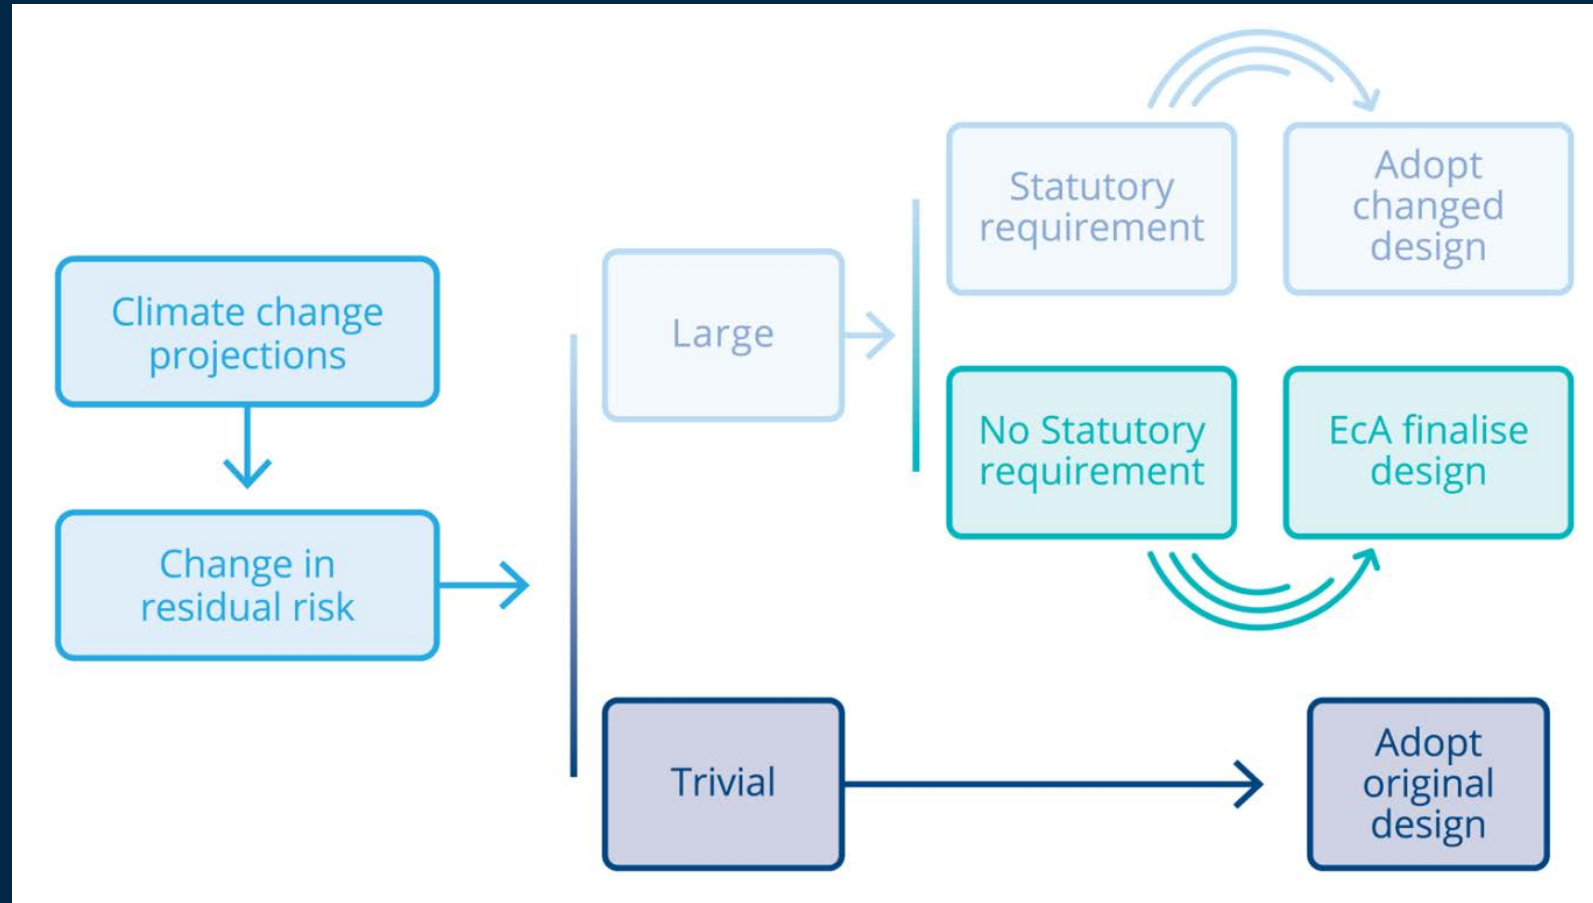 Climate change
projections
Change in
residual risk
Large
Trivial
Statutory
requirement
Adopt
changed
design
No Statutory
requirement
EcA finalise
design
Adopt
original
design